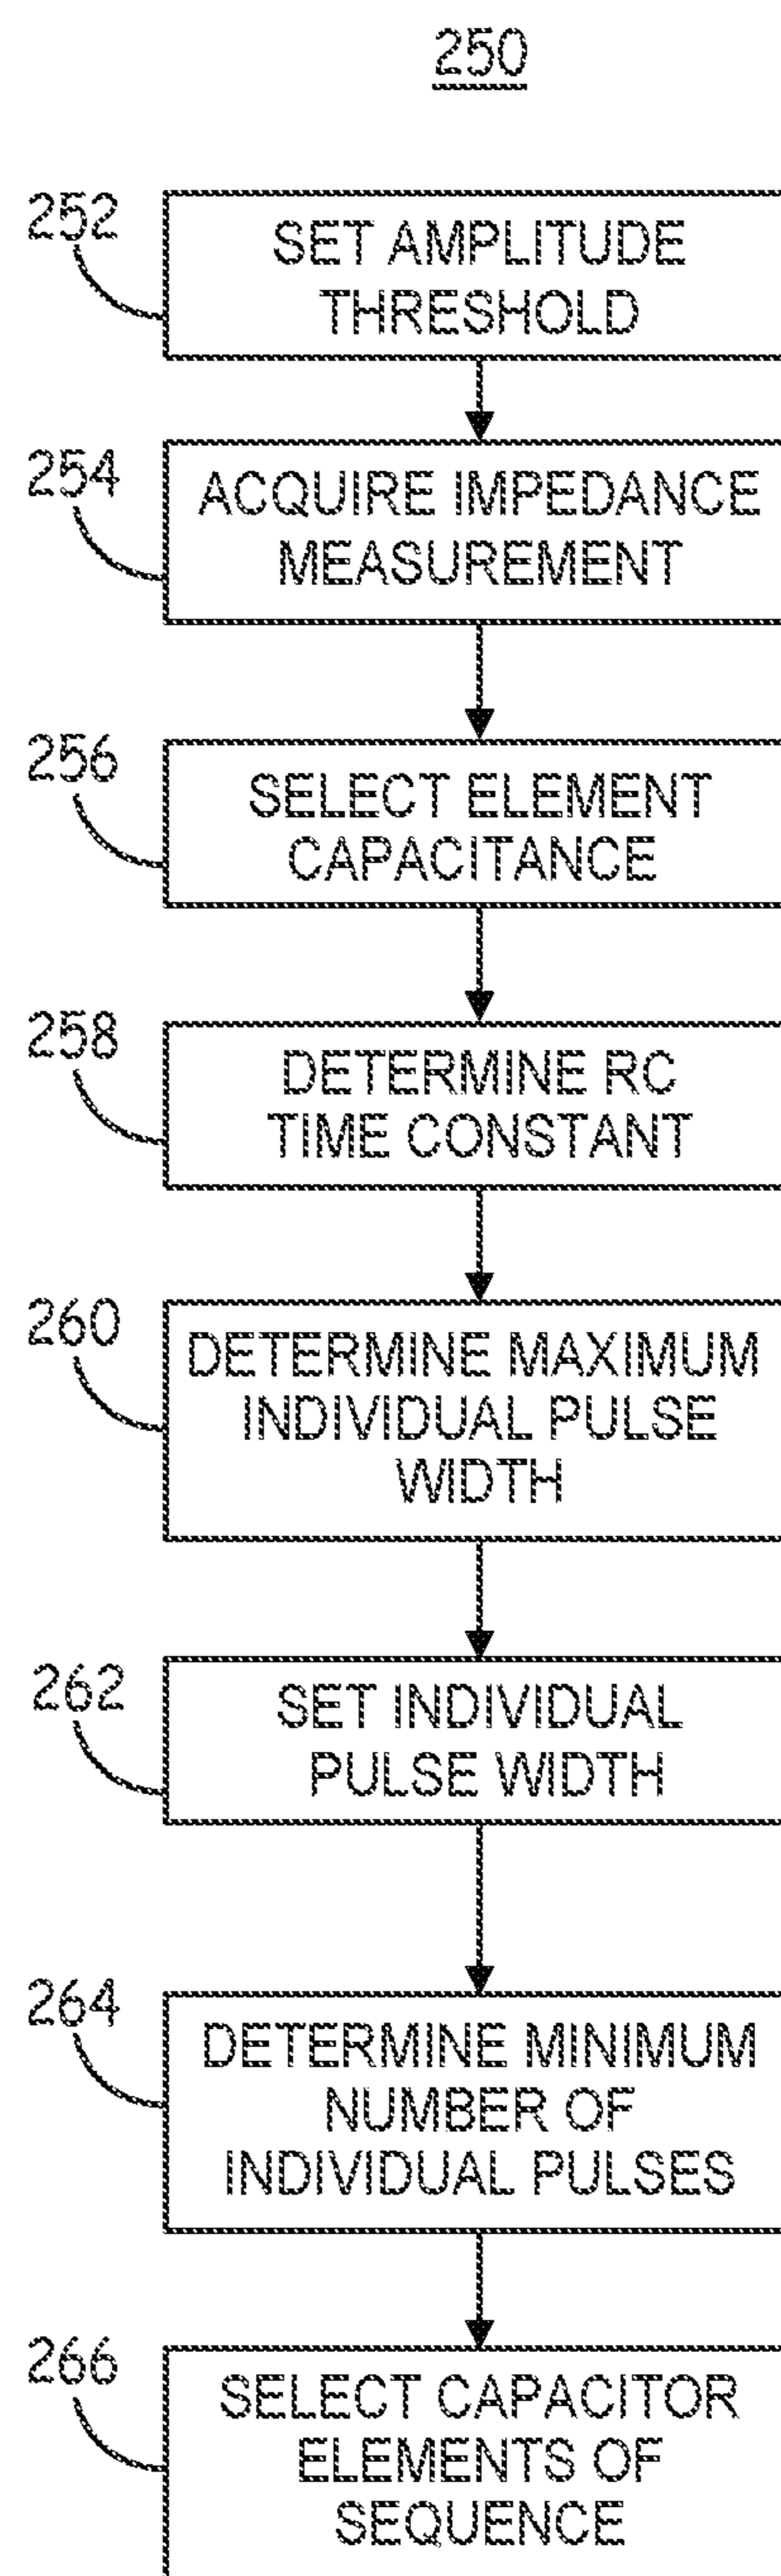 250
252
SET AMPLITUDE
THRESHOLD
254
ACQUIRE IMPEDANCE
MEASUREMENT
256
SELECT ELEMENT
CAPACITANCE
258
DETERMINE RC
TIME CONSTANT
260
DETERMINE MAXIMUM
INDIVIDUAL PULSE
WIDTH
262
SET INDIVIDUAL
PULSE WIDTH
264
DETERMINE MINIMUM
NUMBER OF
INDIVIDUAL PULSES
266
SELECT CAPACITOR
ELEMENTS OF
SEQUENCE